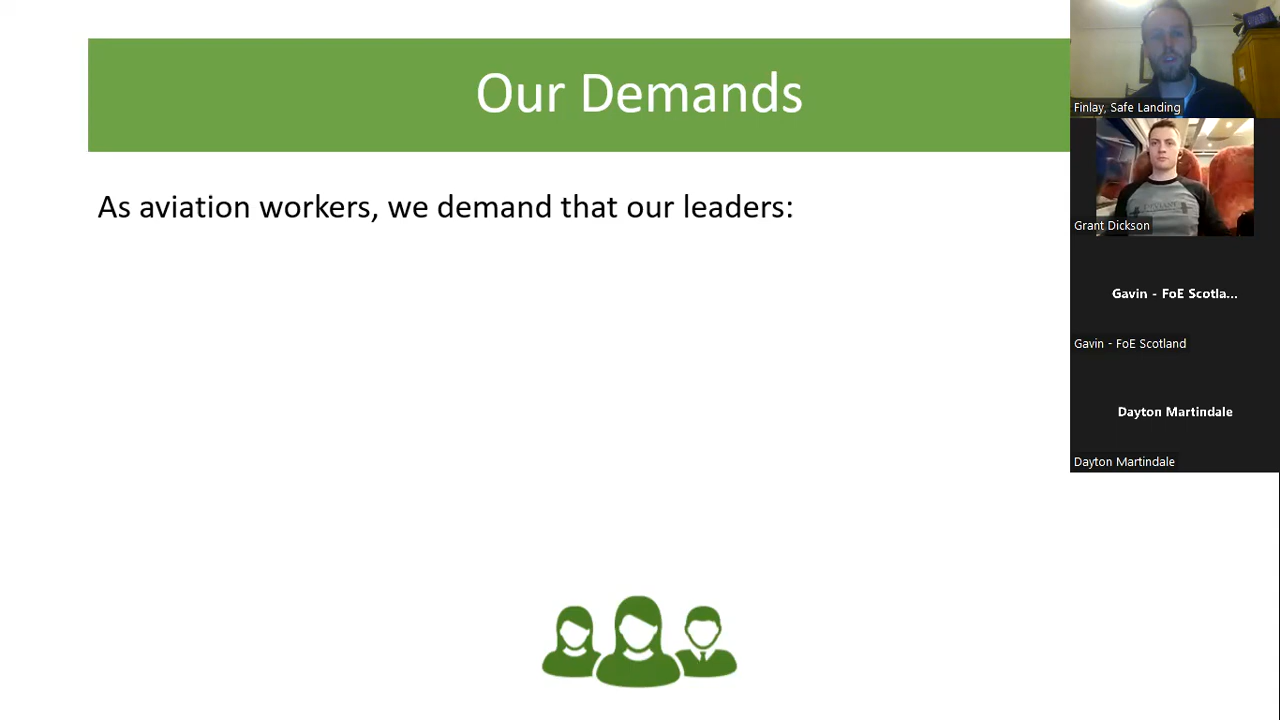 Our Demands
As aviation workers, we demand that our leaders:
Finlay, Safe Landing
Grant Dickson
Gavin - FoE Scotla...
Gavin - FoE Scotland
Dayton Martindale
Dayton Martindale